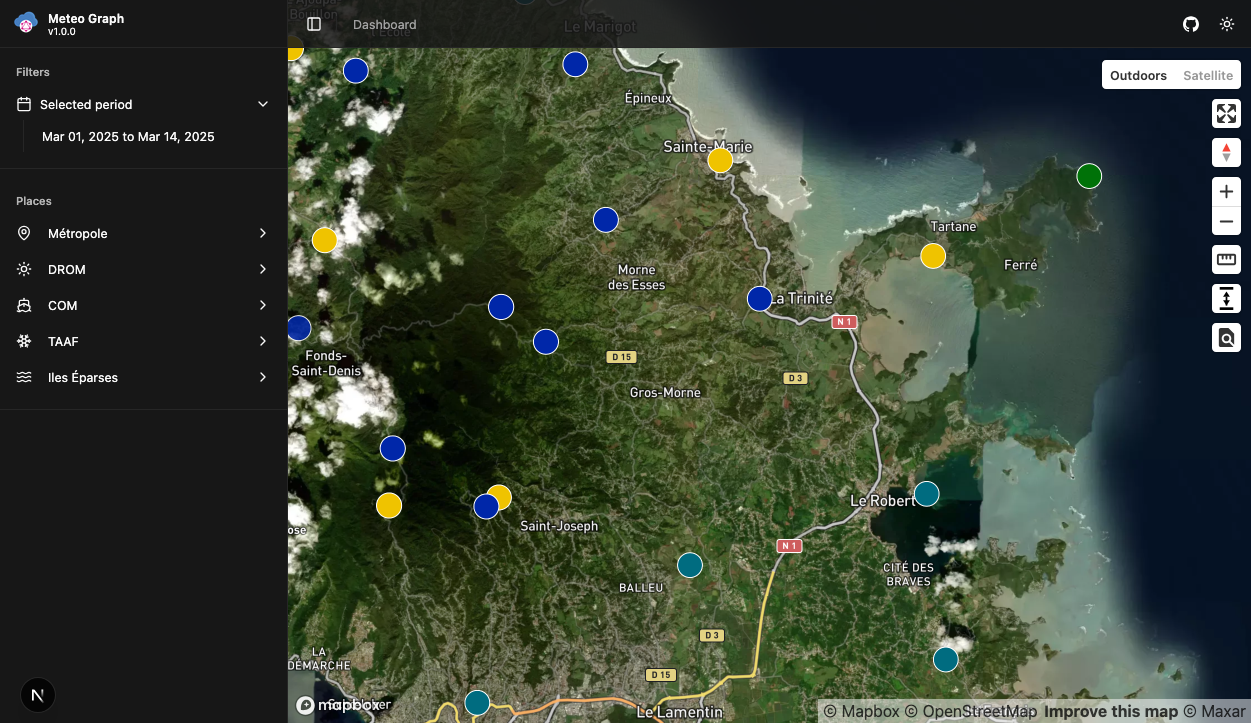 Meteo Graph
v1.0.0
Dashboard
Filters
Selected period
Mar 01, 2025 to Mar 14, 2025
Places
Métropole
DROM
COM
TAAF
Iles Éparses
N
Le Marigot
Outdoors
Satellite
Épineux
Sainte-Marie
Tartane
Ferré
Morne
des Esses
La Trinité
N 1
Fonds-
Saint-Denis
D 15
D 3
Gros-Morne
Le Robert
Saint-Joseph
ose
N 1
CITÉ DES
BRAVES
BALLEU
D 3
LA
DÉMARCHE
D 15
mapbox
Le Lamentin
© Mapbox © OpenStreetMap Improve this map © Maxar